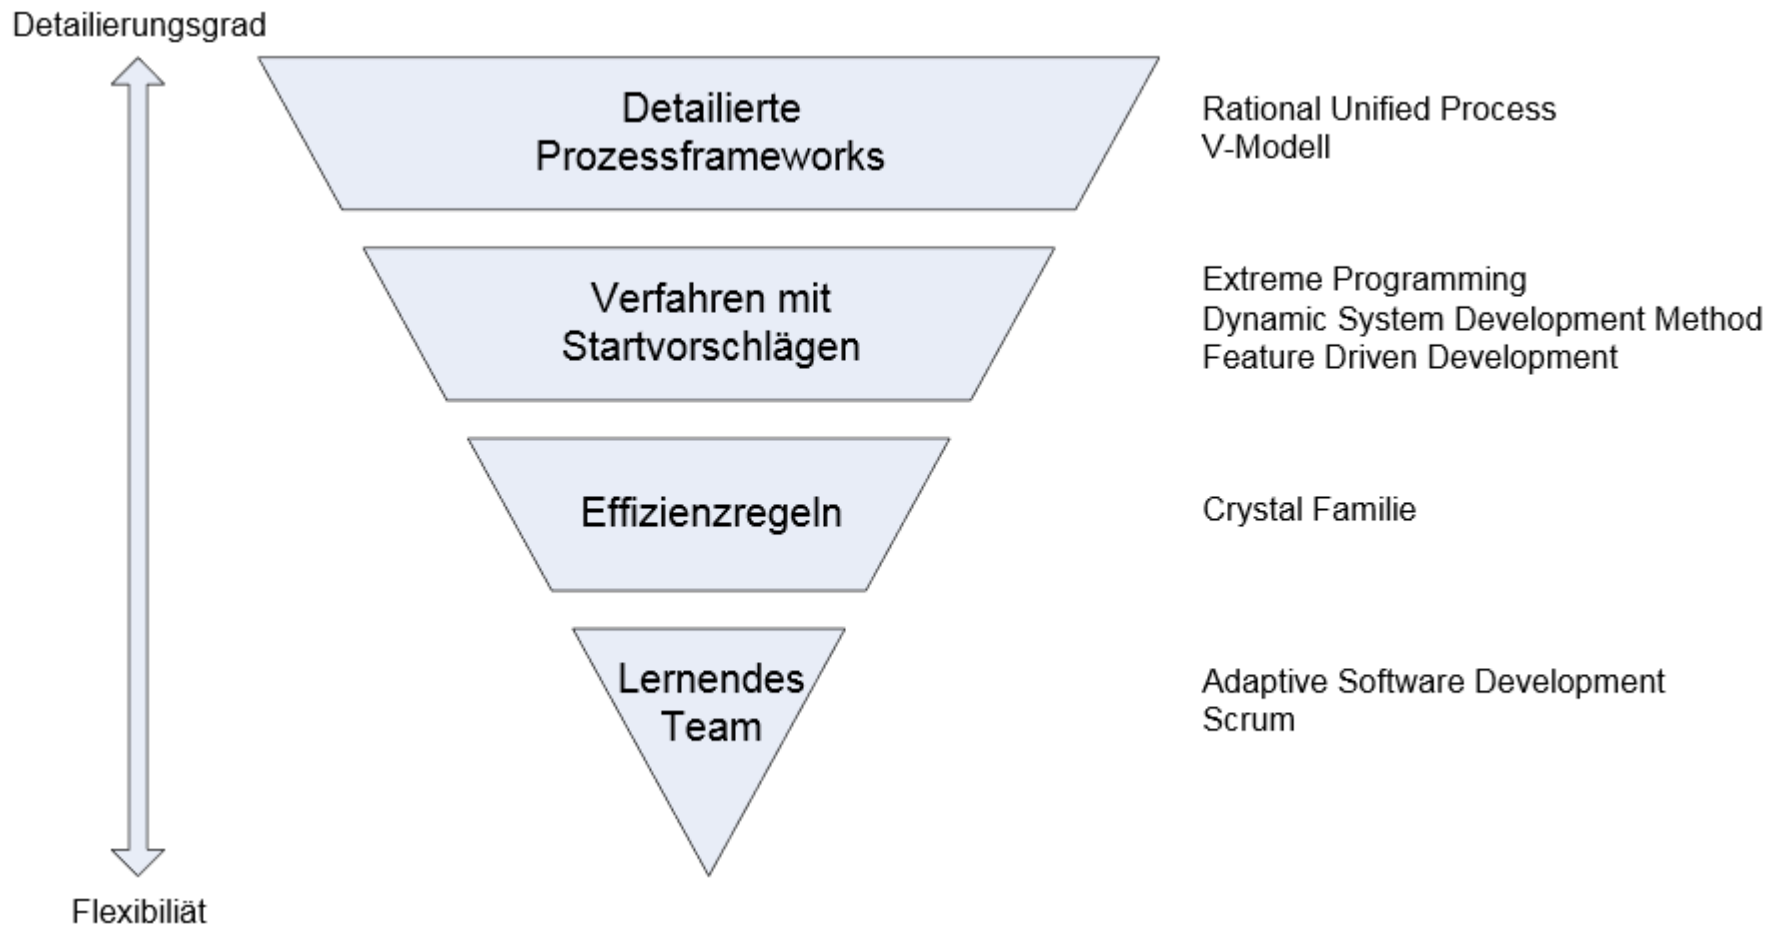 Detailierungsgrad
Detailierte
Prozessframeworks
Rational Unified Process
V-Modell
Verfahren mit
Startvorschlägen
Extreme Programming
Dynamic System Development Method
Feature Driven Development
Effizienzregeln
Crystal Familie
Lernendes
Team
Adaptive Software Development
Scrum
Flexibiliät